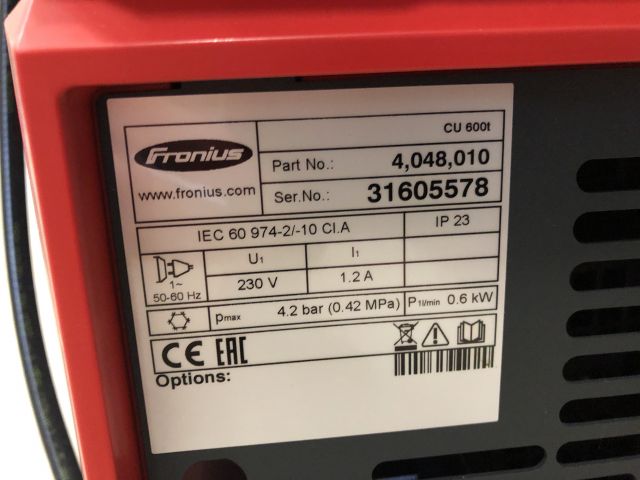 Fronius
www.fronius.com
CU 600t
Part No.: 4,048,010
Ser.No.: 31605578
IEC 60 974-2/-10 Cl.A
IP 23
U1
I1
1~
50-60 Hz
230 V
1.2 A
pmax 4.2 bar (0.42 MPa)
P1l/min 0.6 kW
CE EAC
Options: